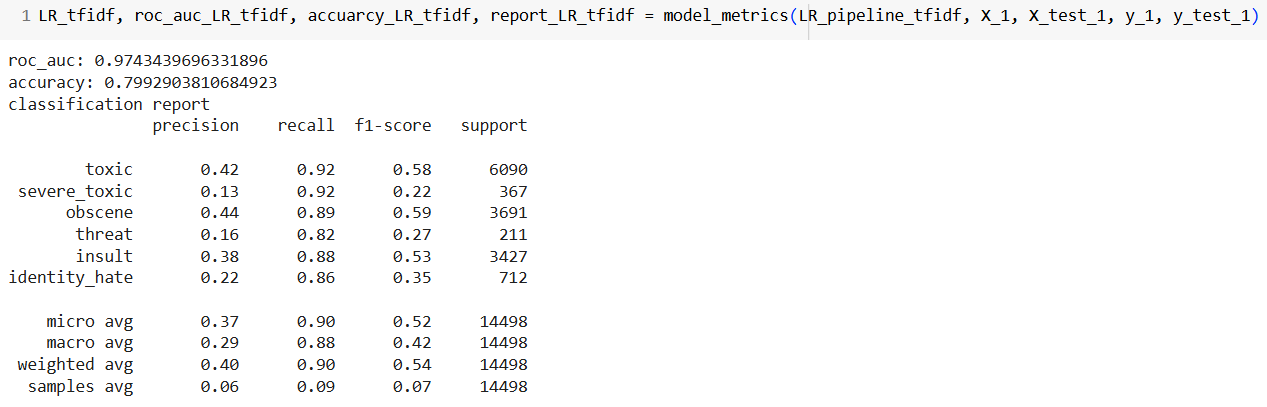 1 LR_tfidf, roc_auc_LR_tfidf, accuarcy_LR_tfidf, report_LR_tfidf = model_metrics(LR_pipeline_tfidf, X_1, X_test_1, y_1, y_test_1)
roc_auc: 0.9743439696331896
accuracy: 0.7992903810684923
classification report
precision recall f1-score support
toxic 0.42 0.92 0.58 6090
severe_toxic 0.13 0.92 0.22 367
obscene 0.44 0.89 0.59 3691
threat 0.16 0.82 0.27 211
insult 0.38 0.88 0.53 3427
identity_hate 0.22 0.86 0.35 712
micro avg 0.37 0.90 0.52 14498
macro avg 0.29 0.88 0.42 14498
weighted avg 0.40 0.90 0.54 14498
samples avg 0.06 0.09 0.07 14498